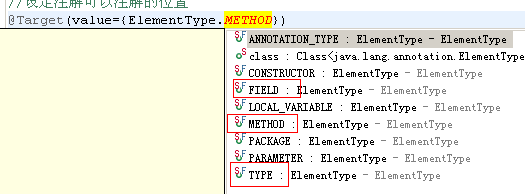 //设定注解可以注解的位置
@Target(value={ElementType.METHOD})
ANNOTATION_TYPE : ElementType - ElementType
class : Class<java.lang.annotation.ElementType
CONSTRUCTOR : ElementType - ElementType
FIELD : ElementType - ElementType
LOCAL_VARIABLE : ElementType - ElementType
METHOD : ElementType - ElementType
PACKAGE : ElementType - ElementType
PARAMETER : ElementType - ElementType
TYPE : ElementType - ElementType